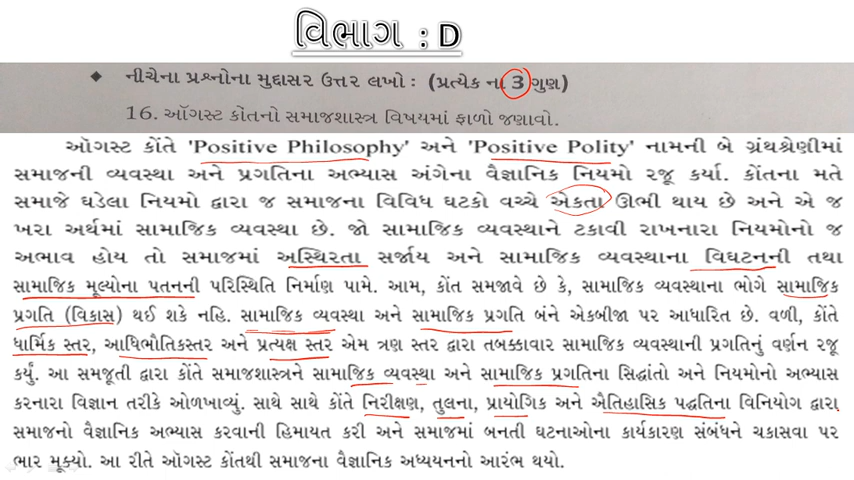 વિભાગ : D
◆ નીચેના પ્રશ્નોના મુદ્દાસર ઉત્તર લખો : (પ્રત્યેક ના 3 ગુણ)
16. ઑગસ્ટ કોંતનો સમાજશાસ્ત્ર વિષયમાં ફાળો જણાવો.
ઑગસ્ટ કોંતે 'Positive Philosophy' અને 'Positive Polity' નામની બે ગ્રંથશ્રેણીમાં
સમાજની વ્યવસ્થા અને પ્રગતિના અભ્યાસ અંગેના વૈજ્ઞાનિક નિયમો રજૂ કર્યા. કોંતના મતે
સમાજે ઘડેલા નિયમો દ્વારા જ સમાજના વિવિધ ઘટકો વચ્ચે એકતા ઊભી થાય છે અને એ જ
ખરા અર્થમાં સામાજિક વ્યવસ્થા છે. જો સામાજિક વ્યવસ્થાને ટકાવી રાખનારા નિયમોનો જ
અભાવ હોય તો સમાજમાં અસ્થિરતા સર્જાય અને સામાજિક વ્યવસ્થાના વિઘટનની તથા
સામાજિક મૂલ્યોના પતનની પરિસ્થિતિ નિર્માણ પામે. આમ, કોંત સમજાવે છે કે, સામાજિક વ્યવસ્થાના ભોગે સામાજિક
પ્રગતિ (વિકાસ) થઈ શકે નહિ. સામાજિક વ્યવસ્થા અને સામાજિક પ્રગતિ બંને એકબીજા પર આધારિત છે. વળી, કોંતે
ધાર્મિક સ્તર, આધિભૌતિકસ્તર અને પ્રત્યક્ષ સ્તર એમ ત્રણ સ્તર દ્વારા તબક્કાવાર સામાજિક વ્યવસ્થાની પ્રગતિનું વર્ણન રજૂ
કર્યું. આ સમજૂતી દ્વારા કોંતે સમાજશાસ્ત્રને સામાજિક વ્યવસ્થા અને સામાજિક પ્રગતિના સિદ્ધાંતો અને નિયમોનો અભ્યાસ
કરનારા વિજ્ઞાન તરીકે ઓળખાવ્યું. સાથે સાથે કોંતે નિરીક્ષણ, તુલના, પ્રાયોગિક અને ઐતિહાસિક પદ્ધતિના વિનિયોગ દ્વારા
સમાજનો વૈજ્ઞાનિક અભ્યાસ કરવાની હિમાયત કરી અને સમાજમાં બનતી ઘટનાઓના કાર્યકારણ સંબંધને ચકાસવા પર
ભાર મૂક્યો. આ રીતે ઑગસ્ટ કોંતથી સમાજના વૈજ્ઞાનિક અધ્યયનનો આરંભ થયો.